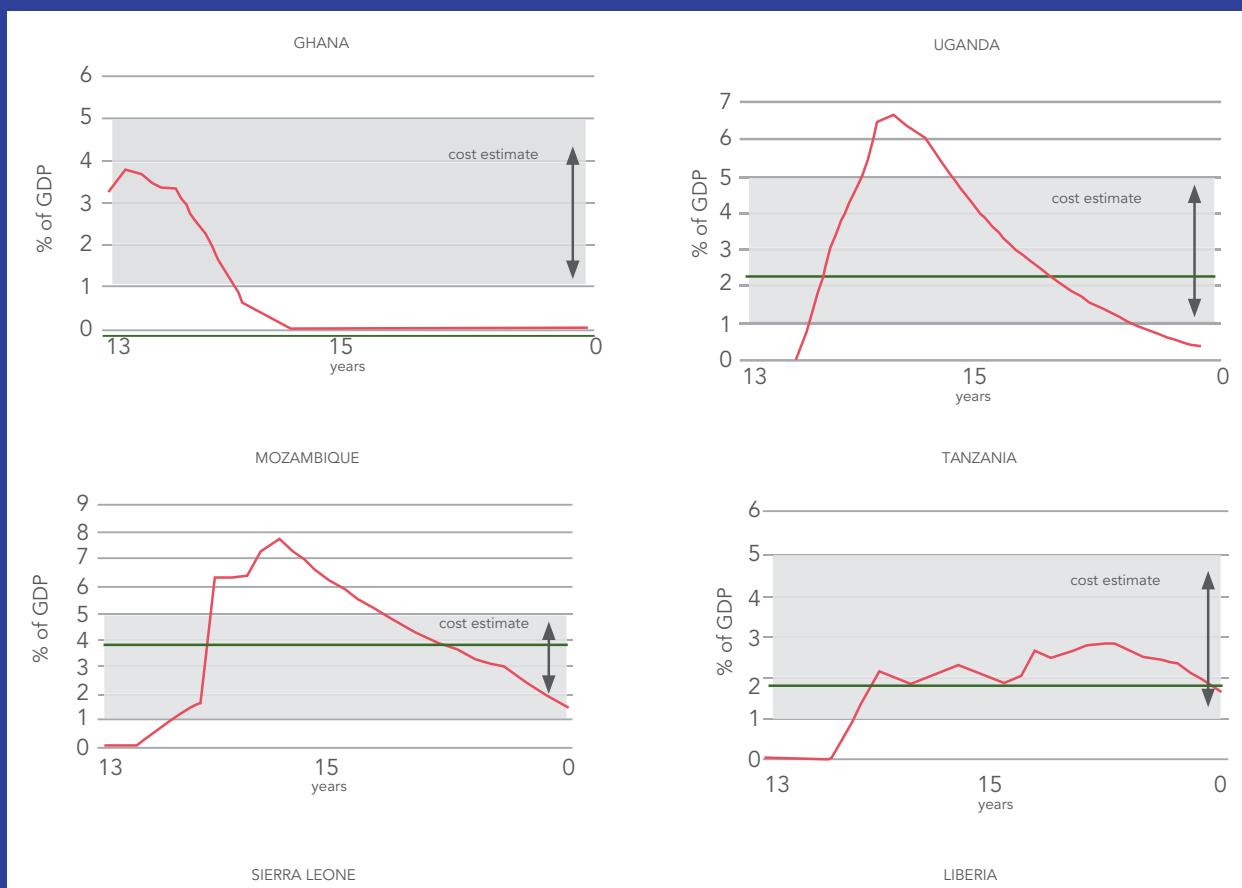 GHANA
6
5
4
3
2
1
0
% of GDP
cost estimate
13
15
0
years
UGANDA
7
6
5
4
3
2
1
0
% of GDP
cost estimate
13
15
0
years
MOZAMBIQUE
9
8
7
6
5
4
3
2
1
0
% of GDP
cost estimate
13
15
0
years
TANZANIA
6
5
4
3
2
1
0
% of GDP
cost estimate
13
15
0
years
SIERRA LEONE
LIBERIA